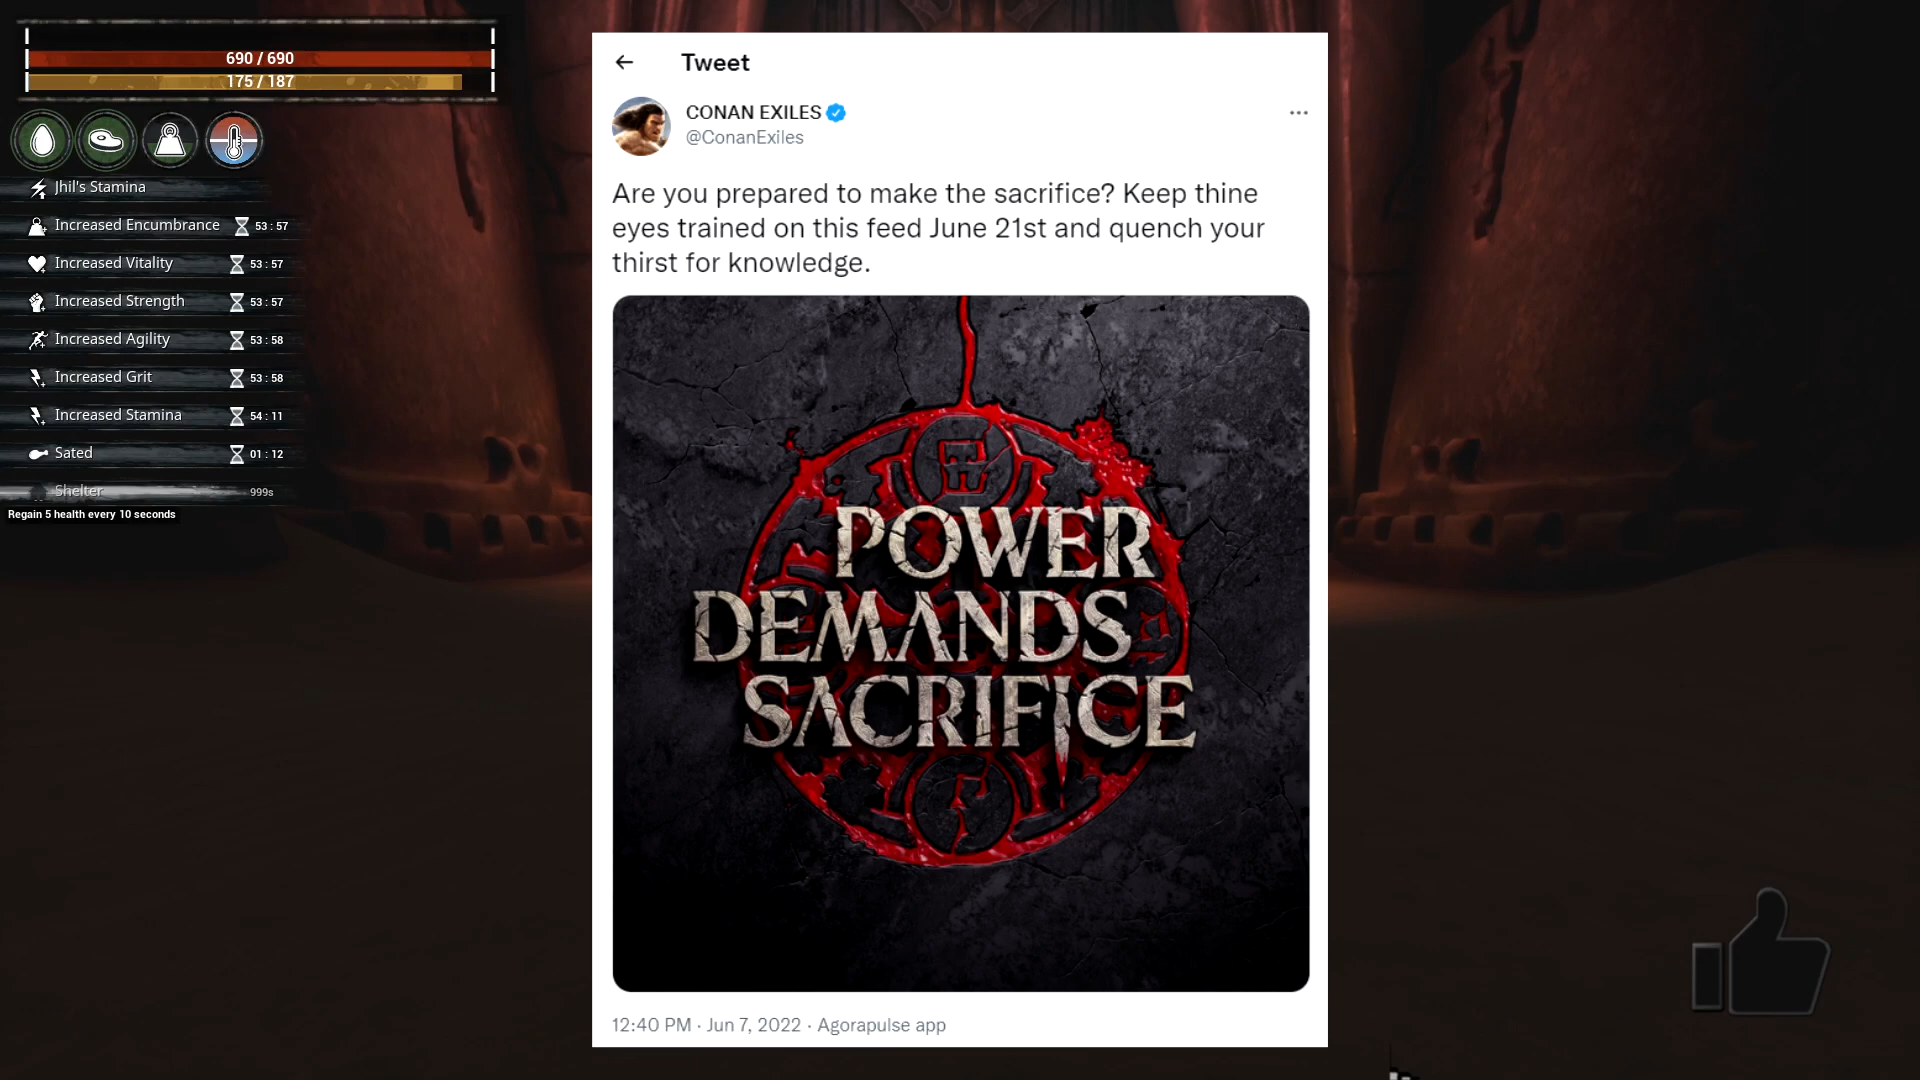 690 / 690
175 / 187
Jhil's Stamina
Increased Encumbrance 53 : 57
Increased Vitality 53 : 57
Increased Strength 53 : 57
Increased Agility 53 : 58
Increased Grit 53 : 58
Increased Stamina 54 : 11
Sated 01 : 12
Shelter 999s
Regain 5 health every 10 seconds
Tweet
CONAN EXILES
@ConanExiles
Are you prepared to make the sacrifice? Keep thine
eyes trained on this feed June 21st and quench your
thirst for knowledge.
POWER
DEMANDS
SACRIFICE
12:40 PM · Jun 7, 2022 · Agorapulse app